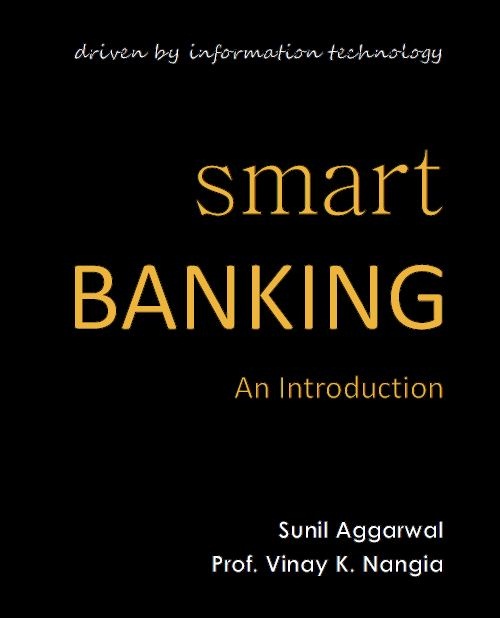 driven by information technology
smart
BANKING
An Introduction
Sunil Aggarwal
Prof. Vinay K. Nangia